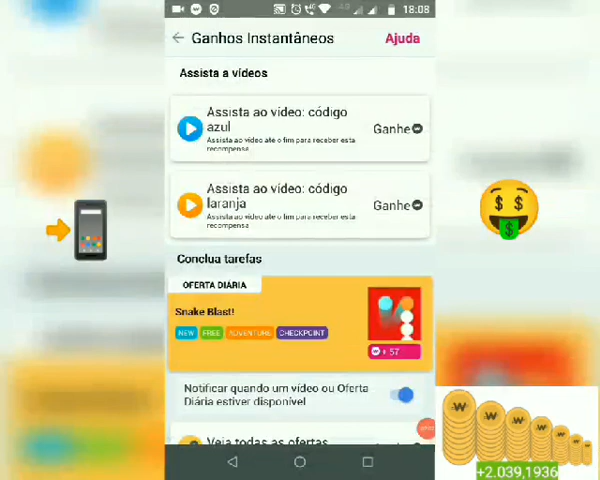 18:08
Ganhos Instantâneos
Ajuda
Assista a vídeos
Assista ao vídeo: código
azul
Assista ao vídeo até o fim para receber esta
recompensa
Ganhe
Assista ao vídeo: código
laranja
Assista ao vídeo até o fim para receber esta
recompensa
Ganhe
Conclua tarefas
OFERTA DIÁRIA
Snake Blast!
NEW FREE ADVENTURE CHECKPOINT
+ 57
Notificar quando um vídeo ou Oferta
Diária estiver disponível
Veja todas as ofertas
Ganhe
+2.039,1936